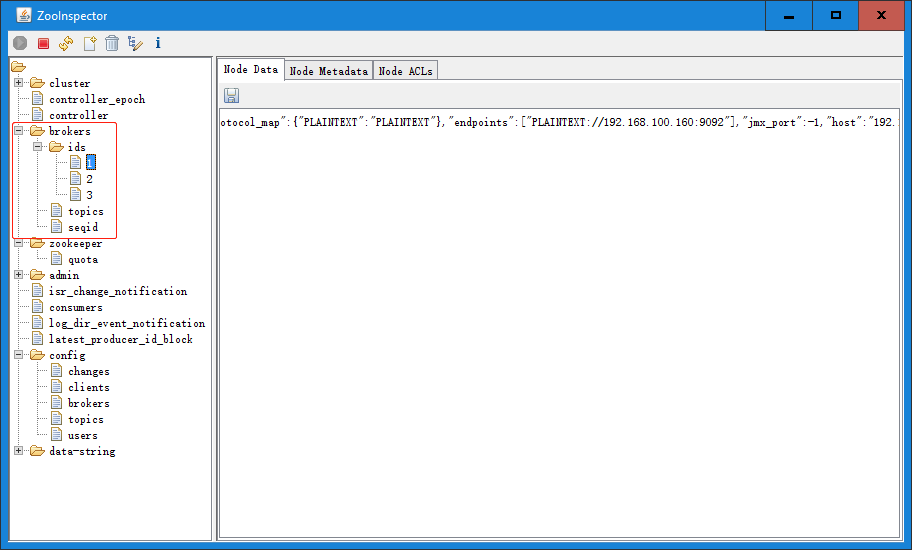 ZooInspector
cluster
controller_epoch
controller
brokers
ids
1
2
3
topics
seqid
zookeeper
quota
admin
isr_change_notification
consumers
log_dir_event_notification
latest_producer_id_block
config
changes
clients
brokers
topics
users
data-string
Node Data Node Metadata Node ACLs
otocol_map":{"PLAINTEXT":"PLAINTEXT"},"endpoints":["PLAINTEXT://192.168.100.160:9092"],"jmx_port":-1,"host":"192.